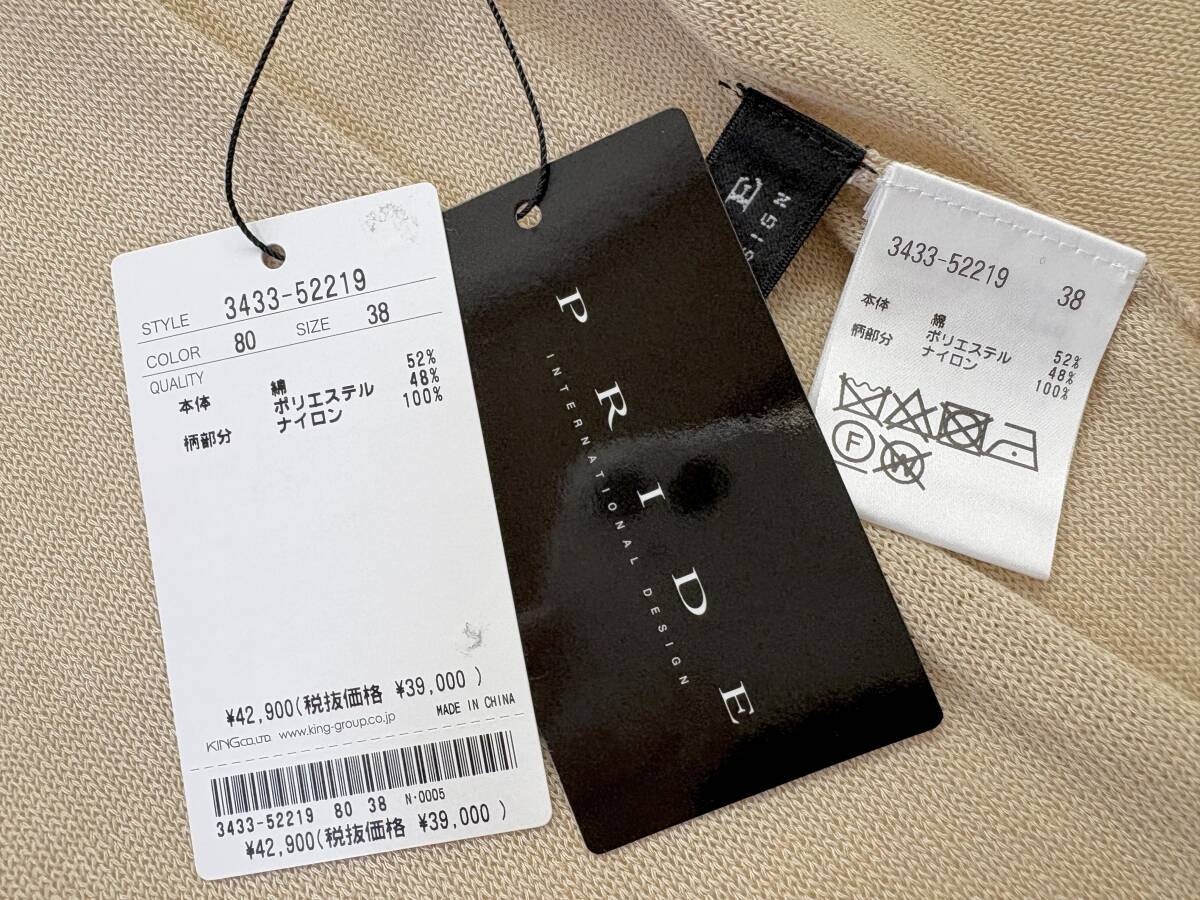 STYLE 3433-52219
COLOR 80 SIZE 38
QUALITY
本体 綿 52%
ポリエステル 48%
柄部分 ナイロン 100%
¥42,900(税抜価格 ¥39,000 )
KING CO.,LTD. www.king-group.co.jp MADE IN CHINA
3433-52219 80 38 N-0005
¥42,900(税抜価格 ¥39,000 )
PRIDE
INTERNATIONAL DESIGN
E
SIGN
3433-52219 38
本体 綿 52%
ポリエステル 48%
柄部分 ナイロン 100%
F
W